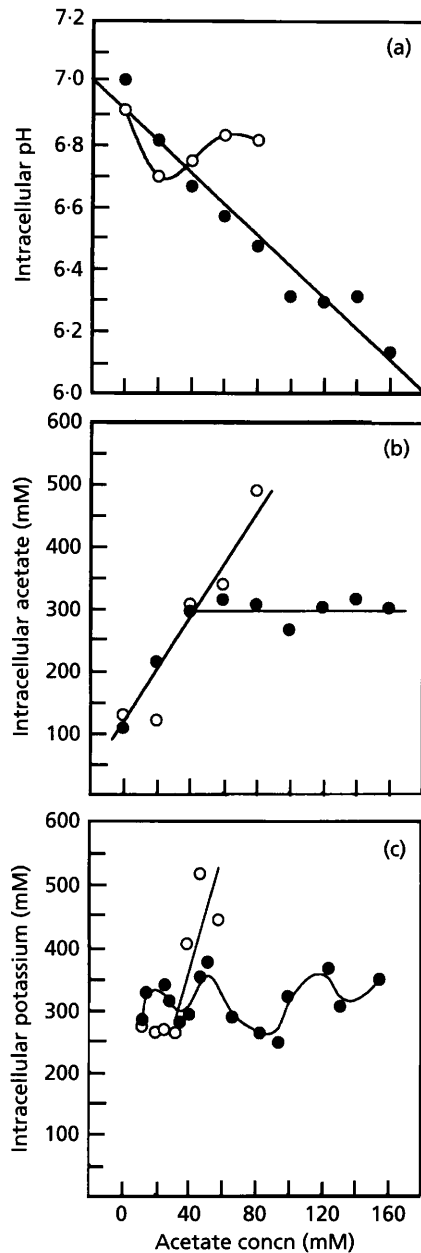 7·2
(a)
7·0
6·8
6·6
6·4
6·2
6·0
Intracellular pH
600
(b)
500
400
300
200
100
Intracellular acetate (mM)
600
(c)
500
400
300
200
100
Intracellular potassium (mM)
0 40 80 120 160
Acetate concn (mM)